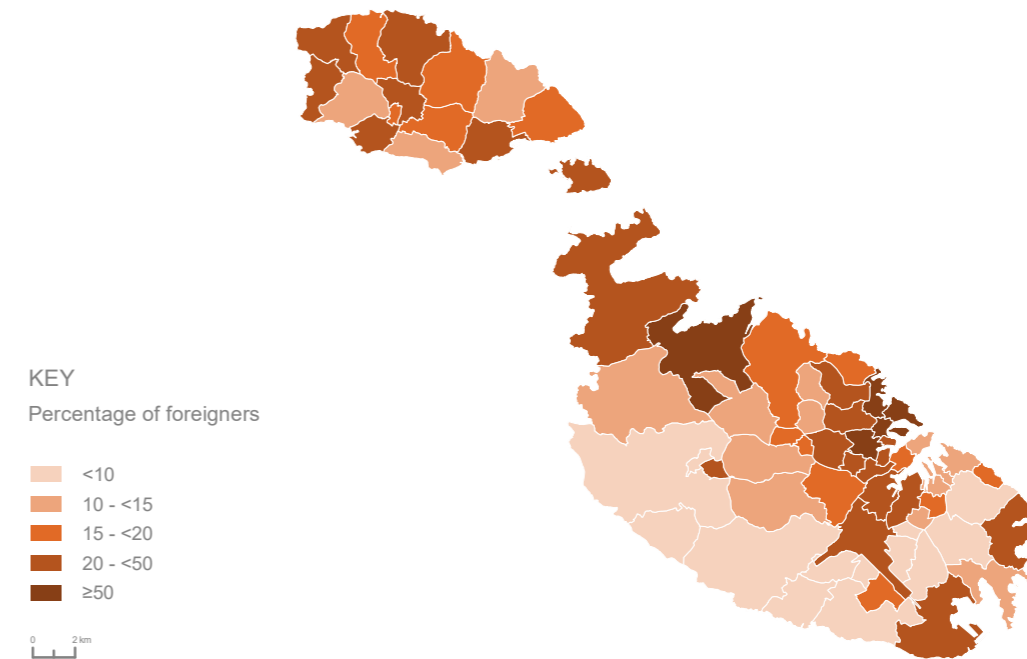 KEY
Percentage of foreigners
<10
10 - <15
15 - <20
20 - <50
≥50
0 2 km